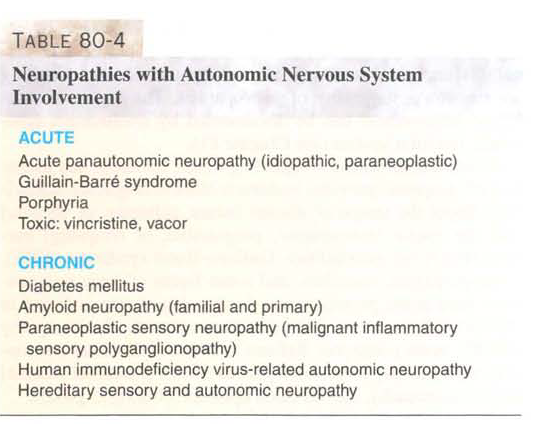 TABLE 80-4
Neuropathies with Autonomic Nervous System
Involvement
ACUTE
Acute panautonomic neuropathy (idiopathic, paraneoplastic)
Guillain-Barré syndrome
Porphyria
Toxic: vincristine, vacor
CHRONIC
Diabetes mellitus
Amyloid neuropathy (familial and primary)
Paraneoplastic sensory neuropathy (malignant inflammatory
sensory polyganglionopathy)
Human immunodeficiency virus-related autonomic neuropathy
Hereditary sensory and autonomic neuropathy